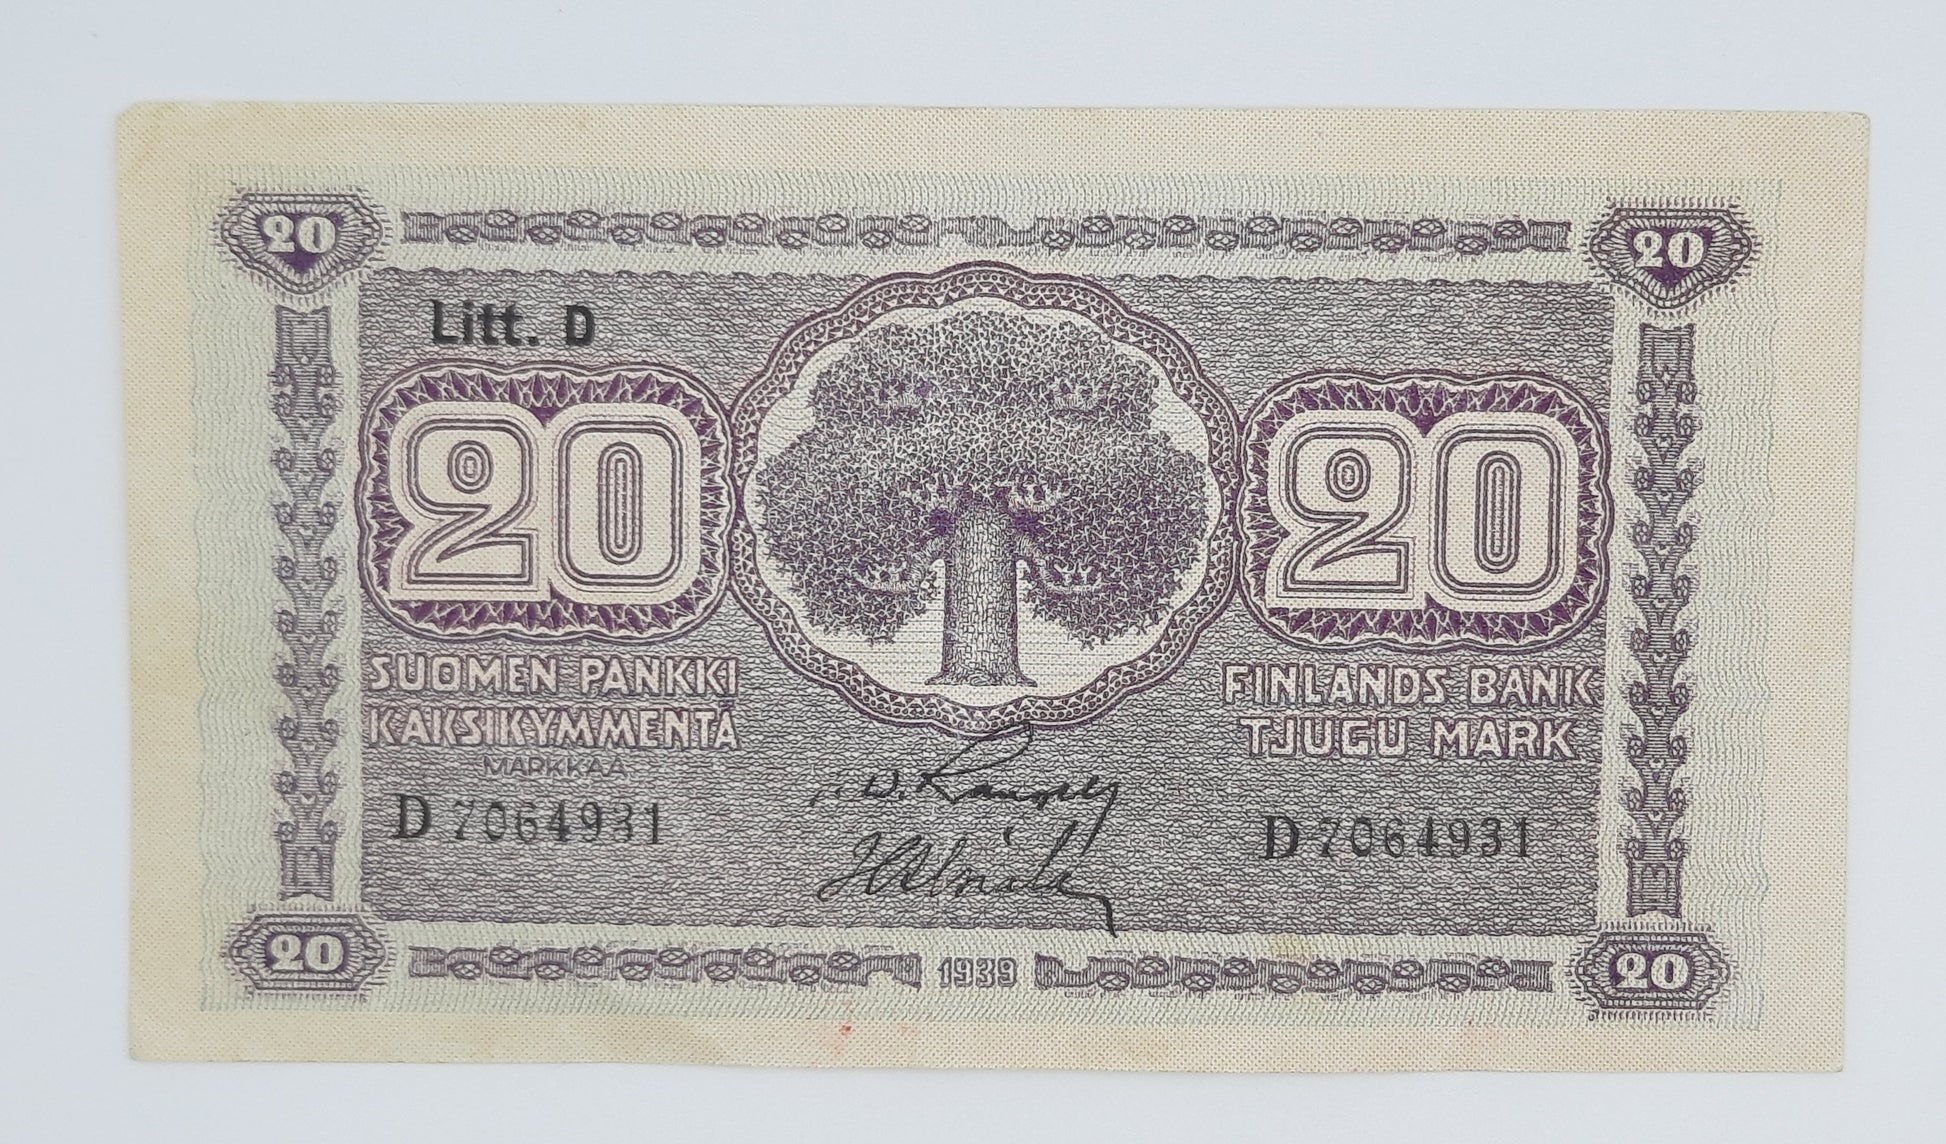 20 20
Litt. D
20 20
SUOMEN PANKKI
KAKSIKYMMENTÄ
MARKKAA
FINLANDS BANK
TJUGU MARK
D 7064931
D 7064931
20 1939 20